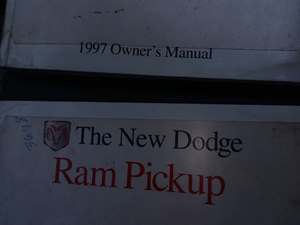 1997 Owner's Manual
The New Dodge
Ram Pickup